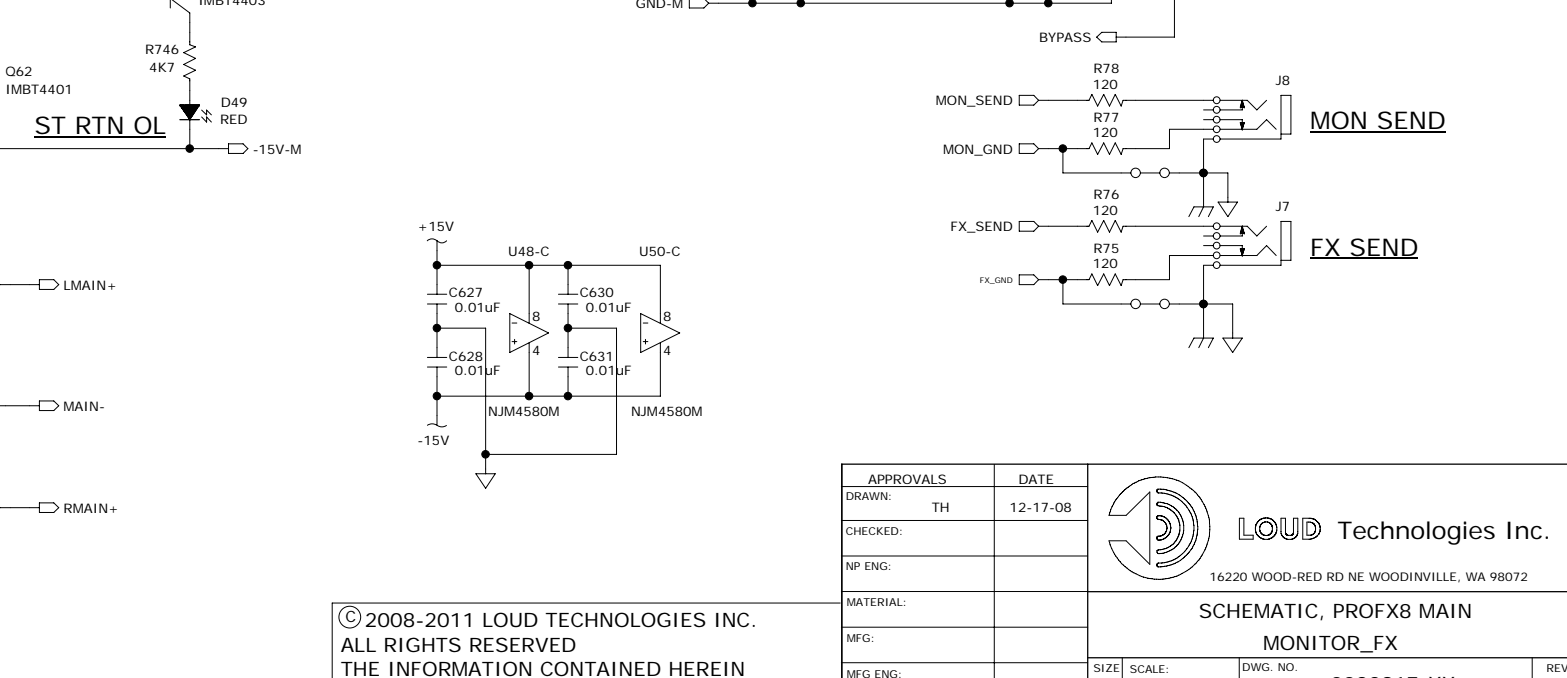 IMBT4403
GND-M
BYPASS
R746
4K7
Q62
IMBT4401
D49
RED
ST RTN OL
-15V-M
R78
120
J8
MON_SEND
R77
120
MON SEND
MON_GND
R76
120
J7
FX_SEND
R75
120
FX SEND
FX_GND
+15V
U48-C
U50-C
LMAIN+
C627
0.01uF
C630
0.01uF
8
8
-
+
-
+
4
4
C628
0.01uF
C631
0.01uF
MAIN-
NJM4580M
NJM4580M
-15V
RMAIN+
APPROVALS
DATE
DRAWN:
TH
12-17-08
CHECKED:
NP ENG:
MATERIAL:
MFG:
MFG ENG:
LOUD Technologies Inc.
16220 WOOD-RED RD NE WOODINVILLE, WA 98072
SCHEMATIC, PROFX8 MAIN
MONITOR_FX
SIZE
SCALE:
DWG. NO.
REV
© 2008-2011 LOUD TECHNOLOGIES INC.
ALL RIGHTS RESERVED
THE INFORMATION CONTAINED HEREIN